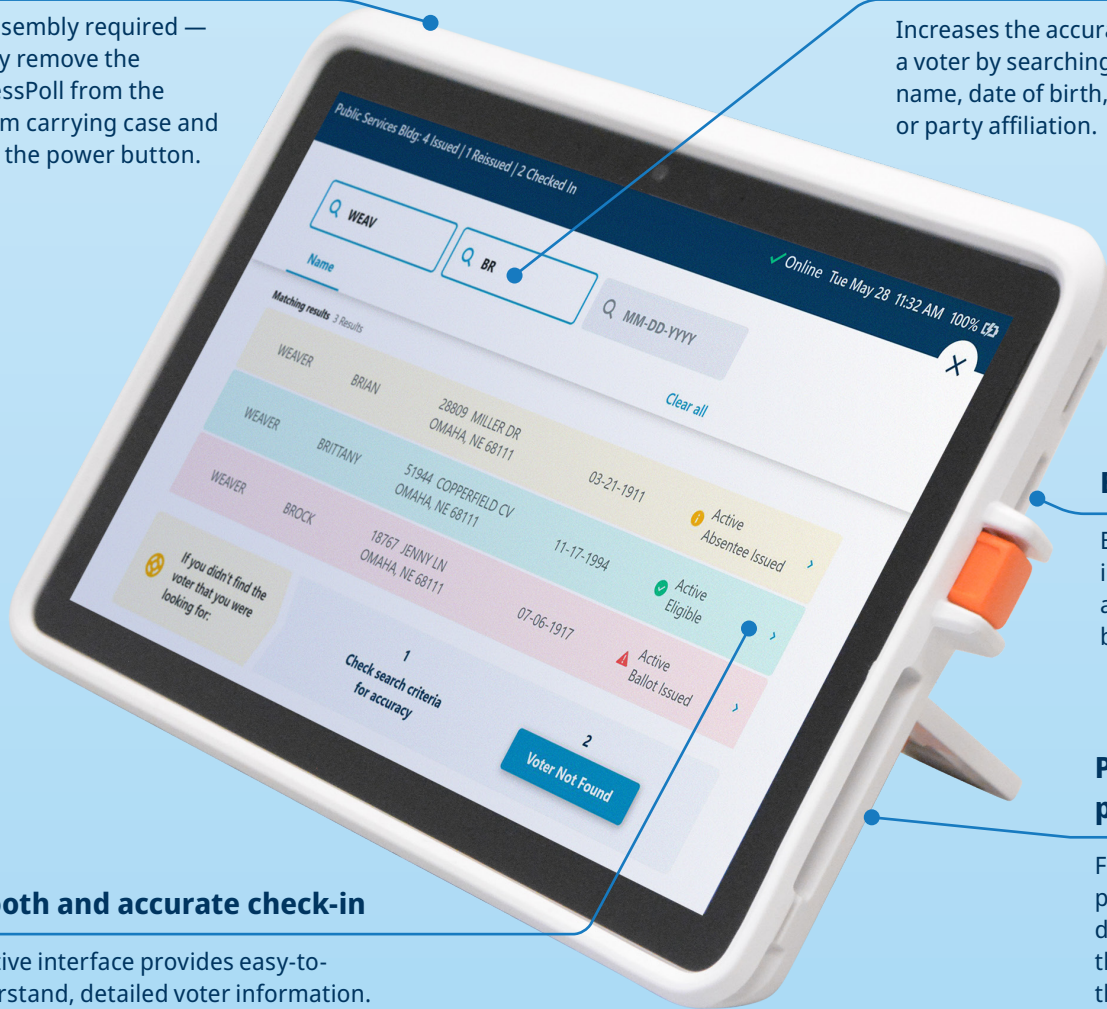 sembly required —
y remove the
essPoll from the
m carrying case and
the power button.
Increases the accura
a voter by searching
name, date of birth,
or party affiliation.
Public Services Bldg: 4 Issued | 1 Reissued | 2 Checked In
Online Tue May 28 11:32 AM 100%
WEAV
BR
MM-DD-YYYY
Name
Clear all
Matching results 3 Results
WEAVER BRIAN 28809 MILLER DR 03-21-1911 Active
OMAHA, NE 68111 Absentee Issued
WEAVER BRITTANY 51944 COPPERFIELD CV 11-17-1994 Active
OMAHA, NE 68111 Eligible
WEAVER BROCK 18767 JENNY LN 07-06-1917 Active
OMAHA, NE 68111 Ballot Issued
If you didn't find the
voter that you were
looking for:
1
Check search criteria
for accuracy
2
Voter Not Found
ooth and accurate check-in
tive interface provides easy-to-
rstand, detailed voter information.